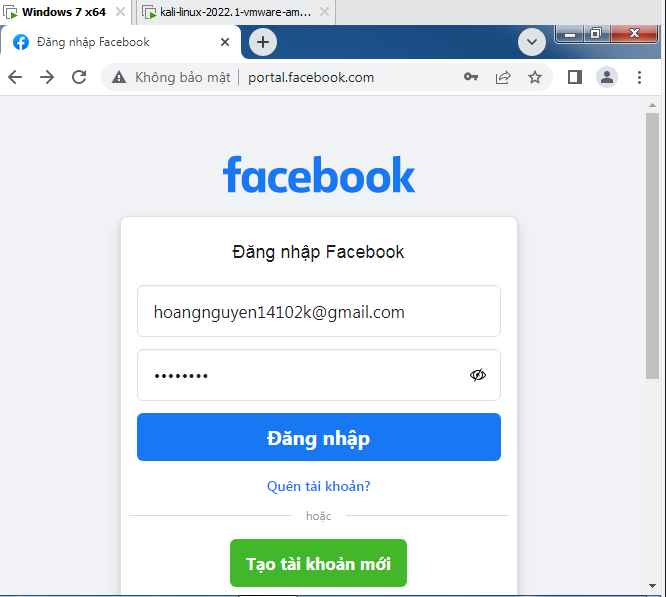 Windows 7 x64
kali-linux-2022.1-vmware-am...
Đăng nhập Facebook
Không bảo mật
portal.facebook.com
facebook
Đăng nhập Facebook
hoangnguyen14102k@gmail.com
••••••••
Đăng nhập
Quên tài khoản?
hoặc
Tạo tài khoản mới